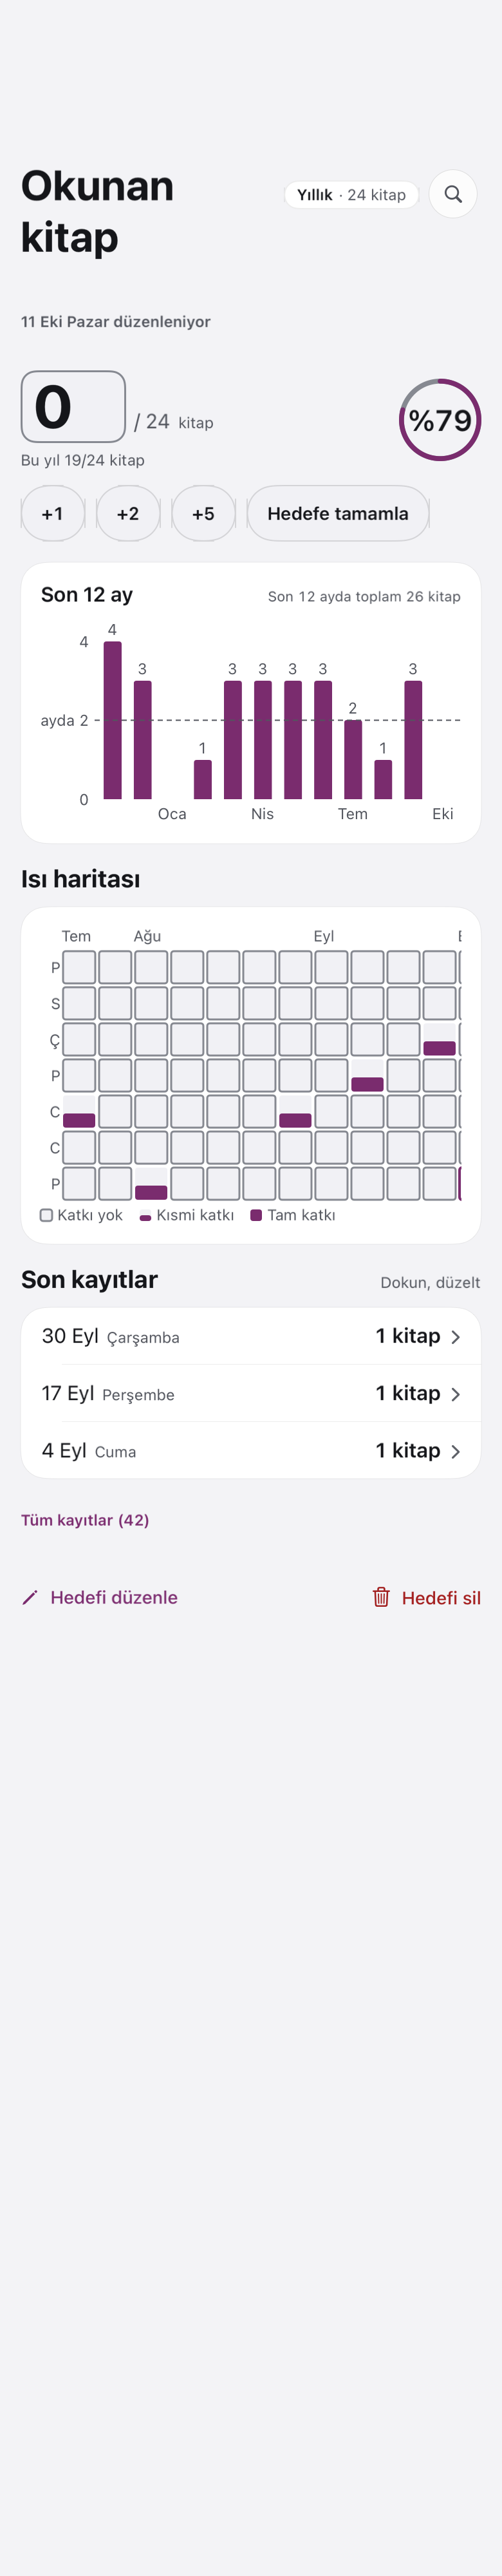 Okunan
kitap
Yıllık · 24 kitap
11 Eki Pazar düzenleniyor
0 / 24 kitap
%79
Bu yıl 19/24 kitap
+1 +2 +5 Hedefe tamamla
Son 12 ay
Son 12 ayda toplam 26 kitap
4
4 3 1 3 3 3 3 2 1 3
ayda 2
0
Oca Nis Tem Eki
Isı haritası
Tem Ağu Eyl
P
S
Ç
P
C
C
P
Katkı yok Kısmi katkı Tam katkı
Son kayıtlar
Dokun, düzelt
30 Eyl Çarşamba 1 kitap
17 Eyl Perşembe 1 kitap
4 Eyl Cuma 1 kitap
Tüm kayıtlar (42)
Hedefi düzenle
Hedefi sil